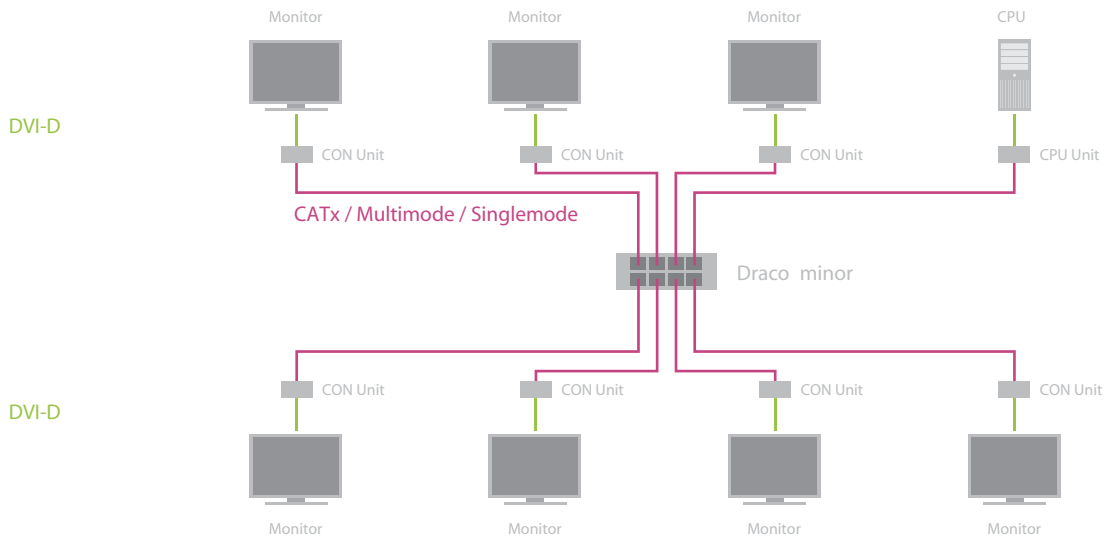 Monitor Monitor Monitor CPU
DVI-D
CON Unit CON Unit CON Unit CPU Unit
CATx / Multimode / Singlemode
Draco minor
CON Unit CON Unit CON Unit CON Unit
DVI-D
Monitor Monitor Monitor Monitor